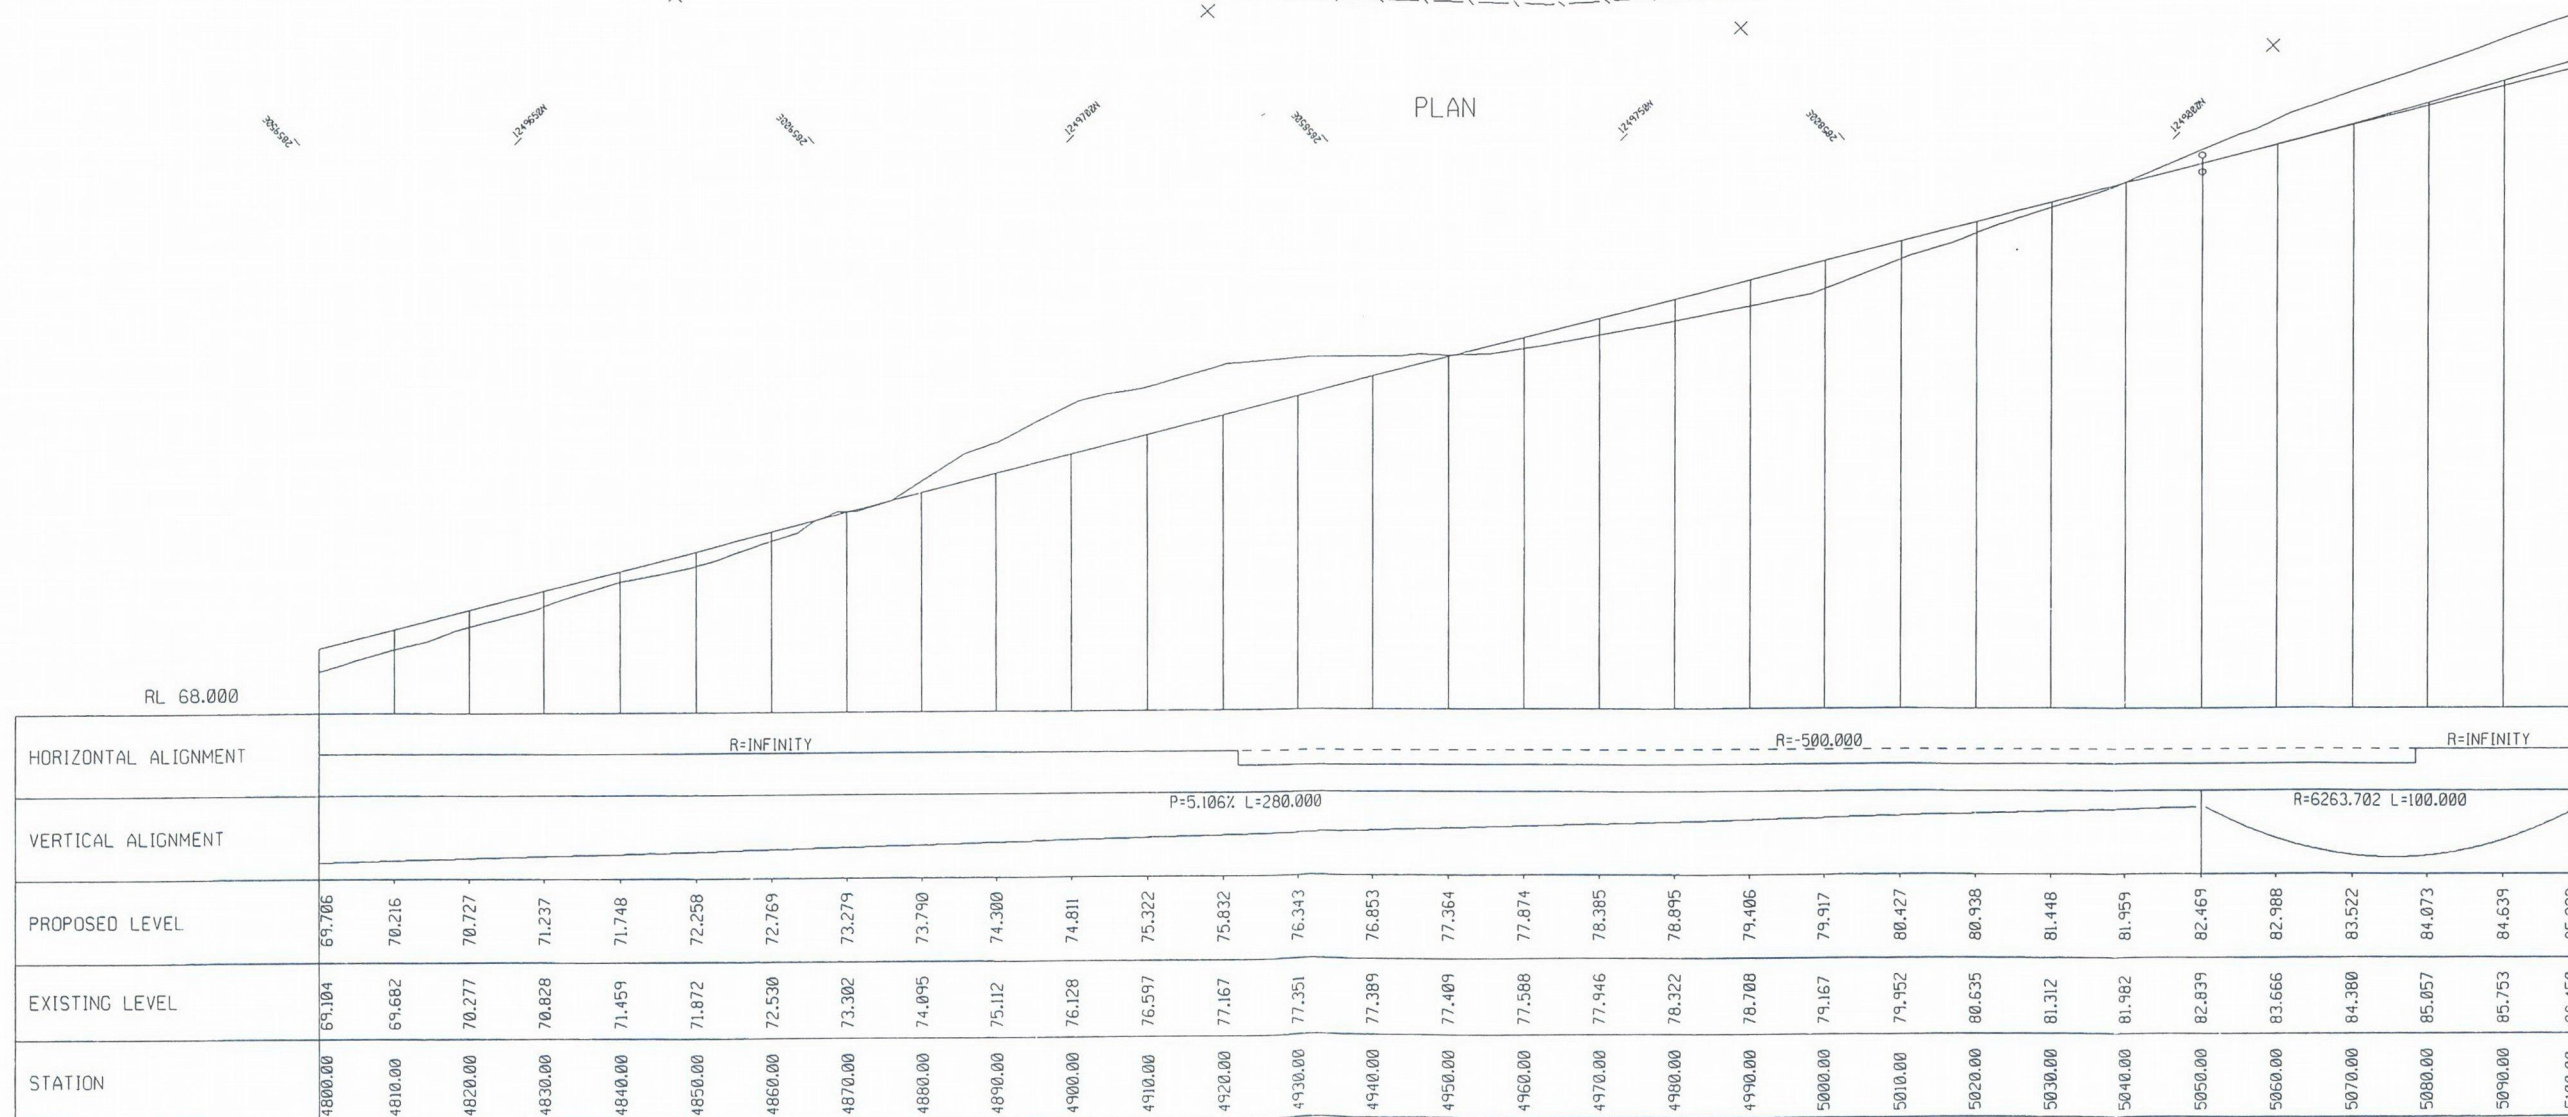 285950E 1249650N 285900E 1249700N 285850E 1249750N 285800E 1249800N
PLAN
RL 68.000
HORIZONTAL ALIGNMENT R=INFINITY R=-500.000 R=INFINITY
VERTICAL ALIGNMENT P=5.106% L=280.000 R=6263.702 L=100.000
PROPOSED LEVEL 69.706 70.216 70.727 71.237 71.748 72.258 72.769 73.279 73.790 74.300 74.811 75.322 75.832 76.343 76.853 77.364 77.874 78.385 78.895 79.406 79.917 80.427 80.938 81.448 81.959 82.469 82.988 83.522 84.073 84.639
EXISTING LEVEL 69.104 69.682 70.277 70.828 71.459 71.872 72.530 73.302 74.095 75.112 76.128 76.597 77.167 77.351 77.389 77.409 77.588 77.946 78.322 78.708 79.167 79.952 80.635 81.312 81.982 82.839 83.666 84.380 85.057 85.753
STATION 4800.00 4810.00 4820.00 4830.00 4840.00 4850.00 4860.00 4870.00 4880.00 4890.00 4900.00 4910.00 4920.00 4930.00 4940.00 4950.00 4960.00 4970.00 4980.00 4990.00 5000.00 5010.00 5020.00 5030.00 5040.00 5050.00 5060.00 5070.00 5080.00 5090.00